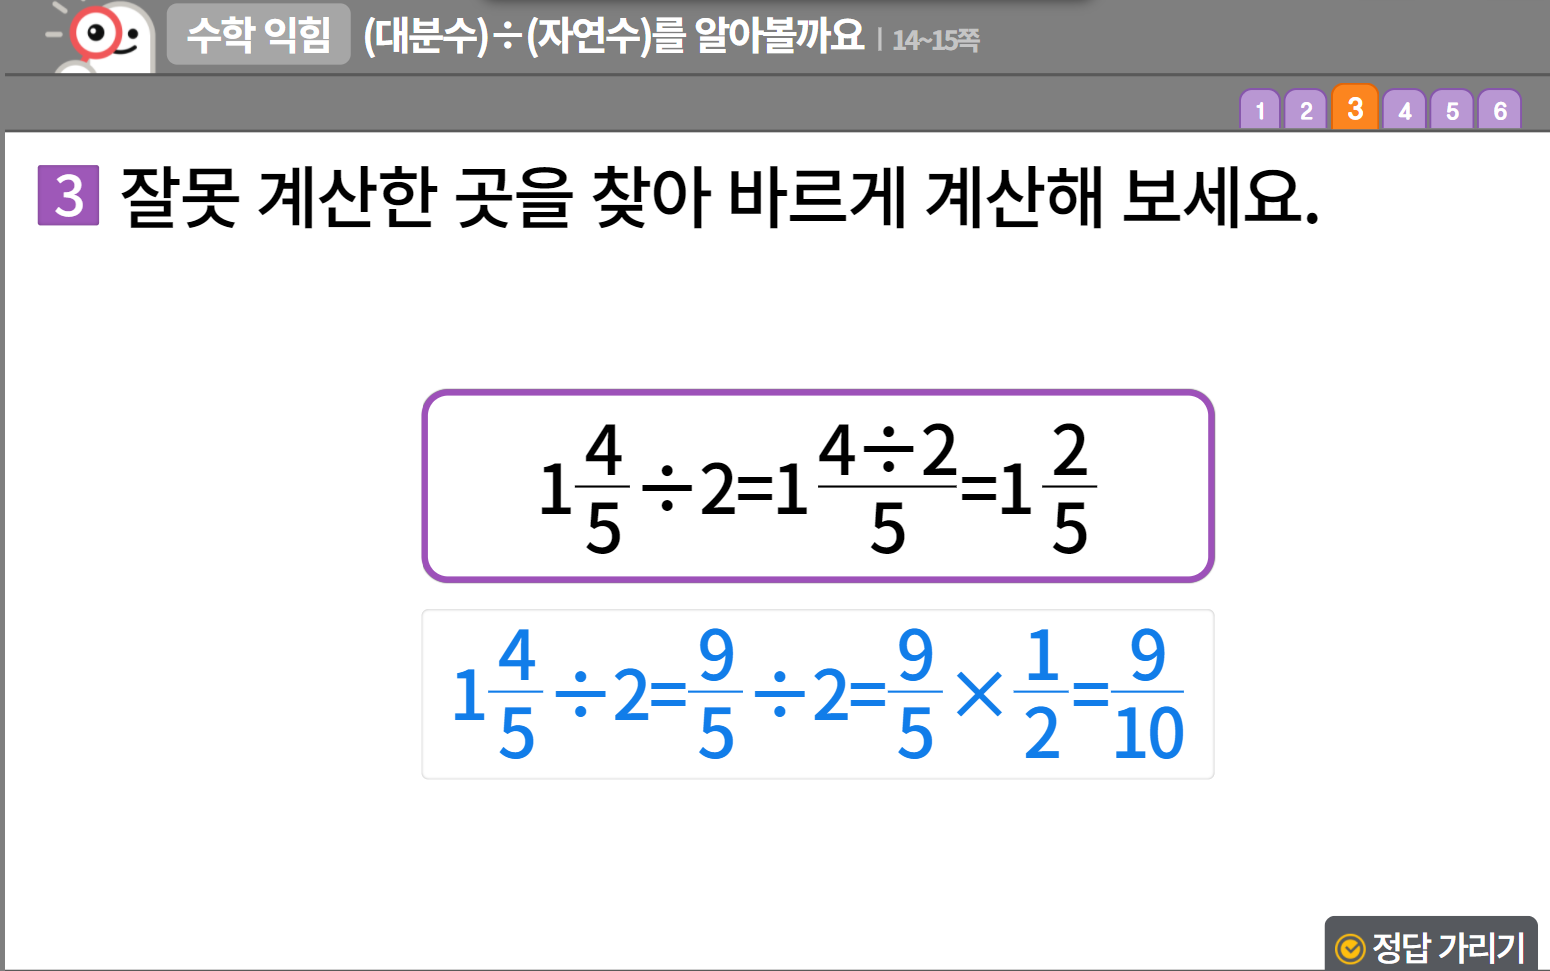 수학 익힘 (대분수)÷(자연수)를 알아볼까요 | 14~15쪽
1 2 3 4 5 6
3 잘못 계산한 곳을 찾아 바르게 계산해 보세요.
1 4/5 ÷2=1 4÷2/5 =1 2/5
1 4/5 ÷2= 9/5 ÷2= 9/5 × 1/2 = 9/10
정답 가리기